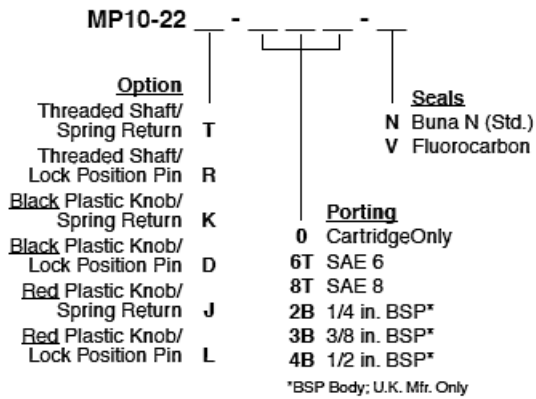 MP10-22 __ - __ __ __ - __
Option
Threaded Shaft/
Spring Return T
Threaded Shaft/
Lock Position Pin R
Black Plastic Knob/
Spring Return K
Black Plastic Knob/
Lock Position Pin D
Red Plastic Knob/
Spring Return J
Red Plastic Knob/
Lock Position Pin L
Seals
N Buna N (Std.)
V Fluorocarbon
Porting
0 CartridgeOnly
6T SAE 6
8T SAE 8
2B 1/4 in. BSP*
3B 3/8 in. BSP*
4B 1/2 in. BSP*
*BSP Body; U.K. Mfr. Only